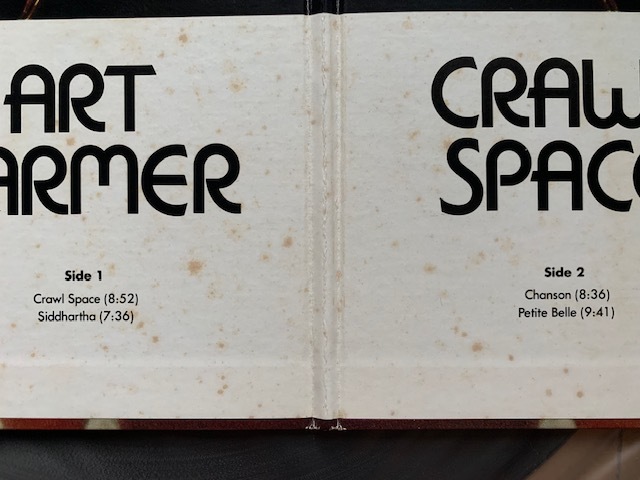 ART
ARMER
Side 1
Crawl Space (8:52)
Siddhartha (7:36)
CRAW
SPAC
Side 2
Chanson (8:36)
Petite Belle (9:41)